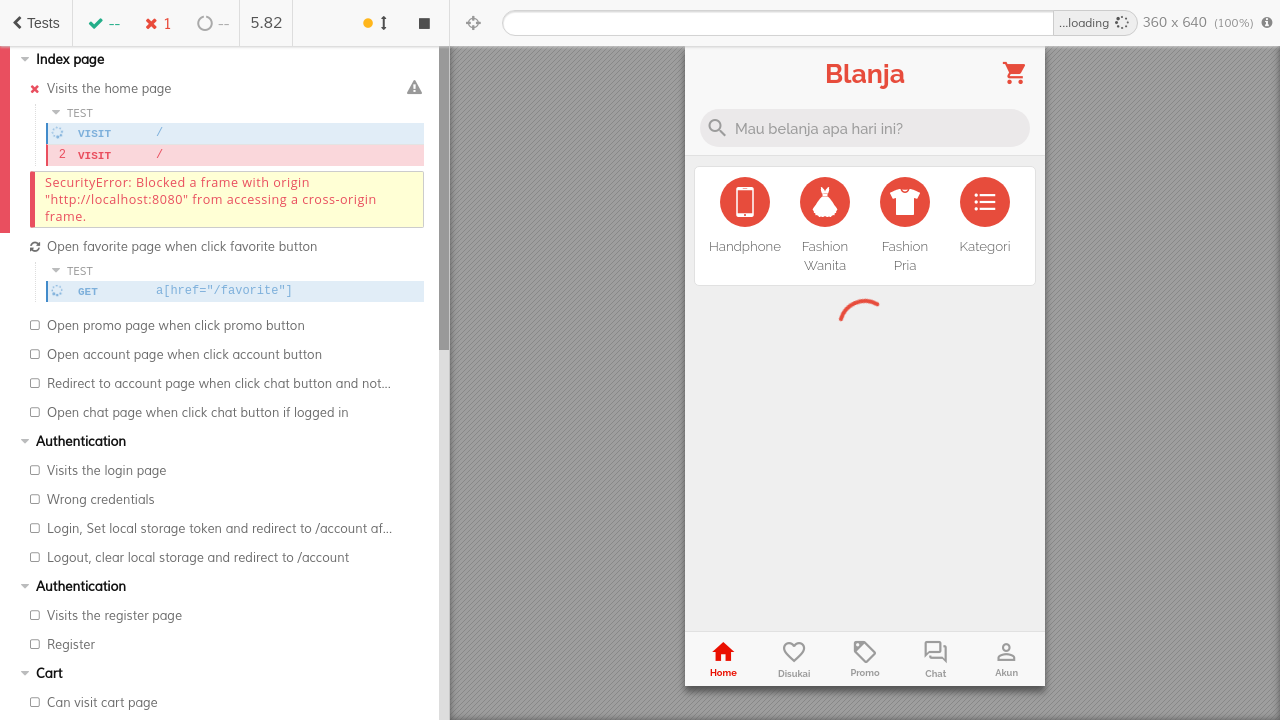 Tests
--
1
--
5.82
...loading
360 x 640 (100%)
Index page
Visits the home page
TEST
VISIT /
2 VISIT /
SecurityError: Blocked a frame with origin
"http://localhost:8080" from accessing a cross-origin
frame.
Open favorite page when click favorite button
TEST
GET a[href="/favorite"]
Open promo page when click promo button
Open account page when click account button
Redirect to account page when click chat button and not...
Open chat page when click chat button if logged in
Authentication
Visits the login page
Wrong credentials
Login, Set local storage token and redirect to /account af...
Logout, clear local storage and redirect to /account
Authentication
Visits the register page
Register
Cart
Can visit cart page
Blanja
Mau belanja apa hari ini?
Handphone
Fashion
Wanita
Fashion
Pria
Kategori
Home
Disukai
Promo
Chat
Akun